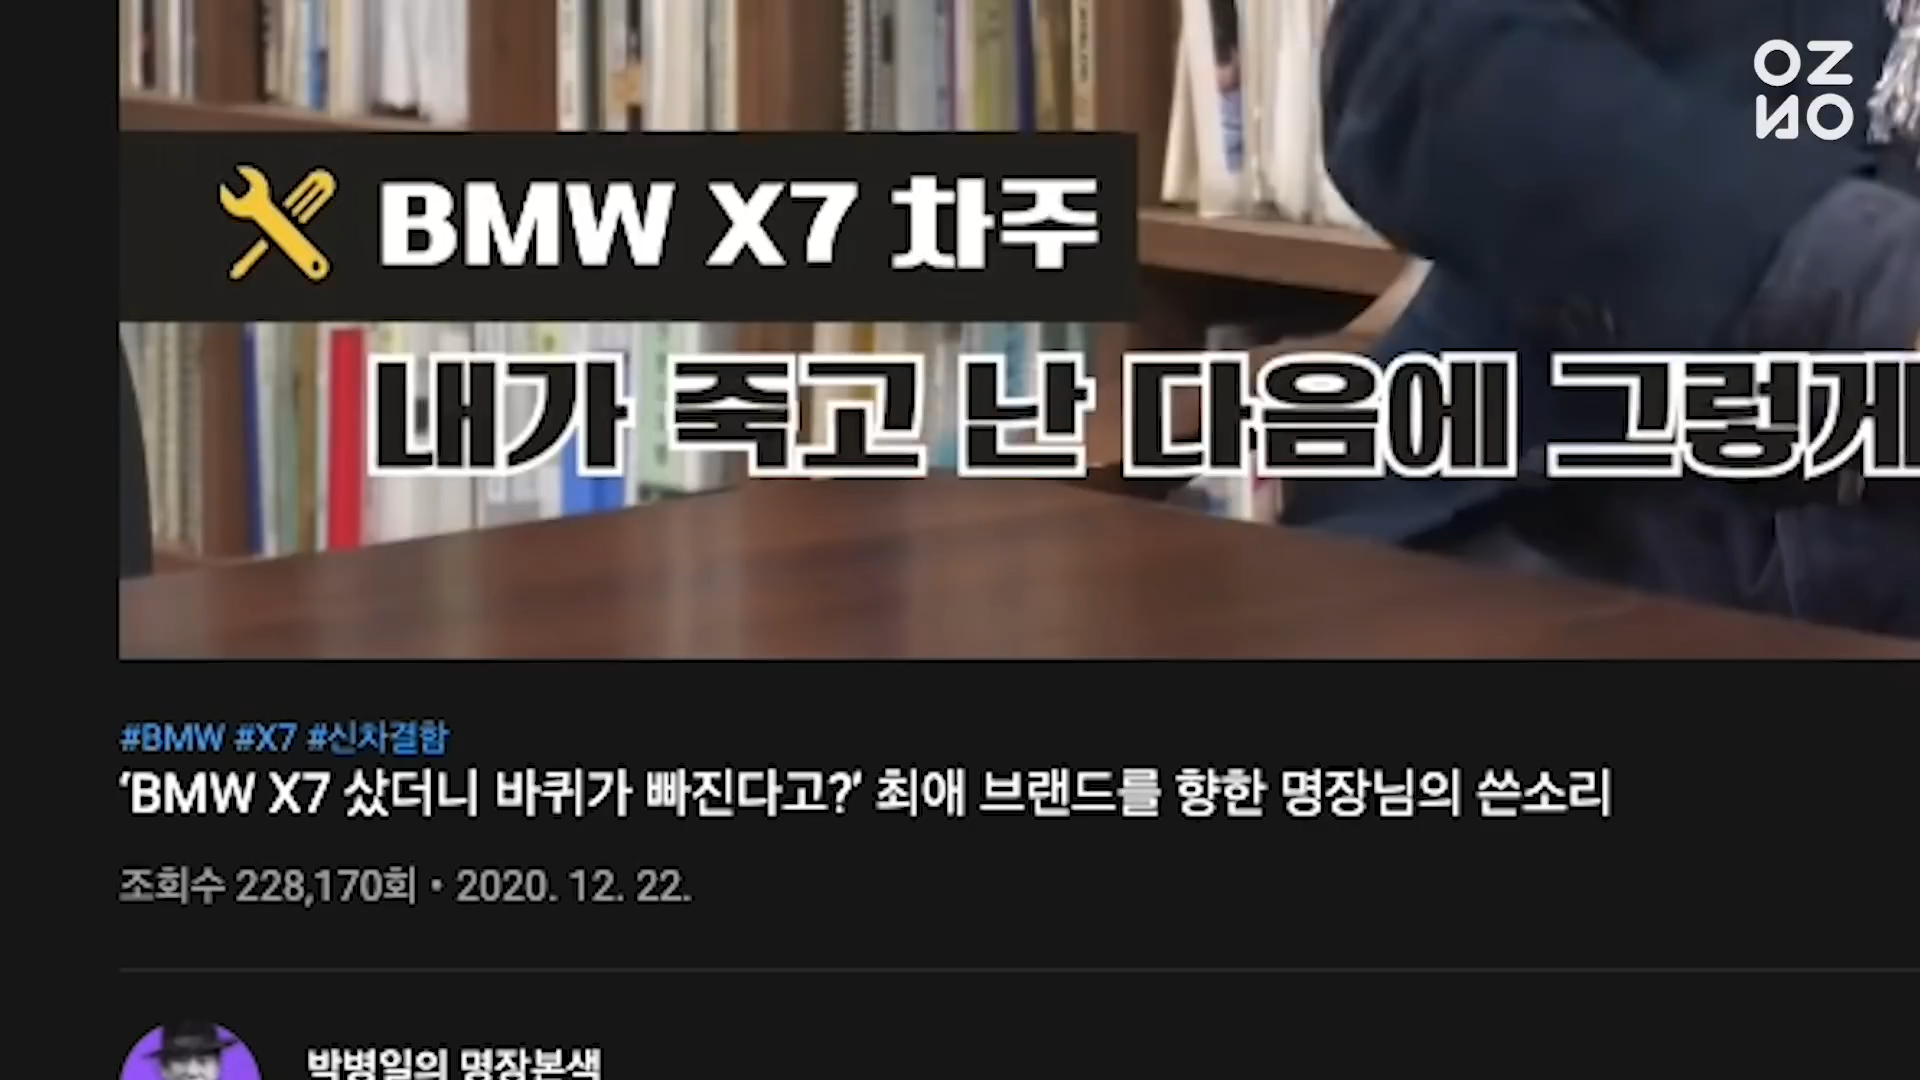 OZ
NO
BMW X7 차주
내가 죽고 난 다음에 그렇게
#BMW #X7 #신차결함
‘BMW X7 샀더니 바퀴가 빠진다고?’ 최애 브랜드를 향한 명장님의 쓴소리
조회수 228,170회 • 2020. 12. 22.
박병일의 명장본색